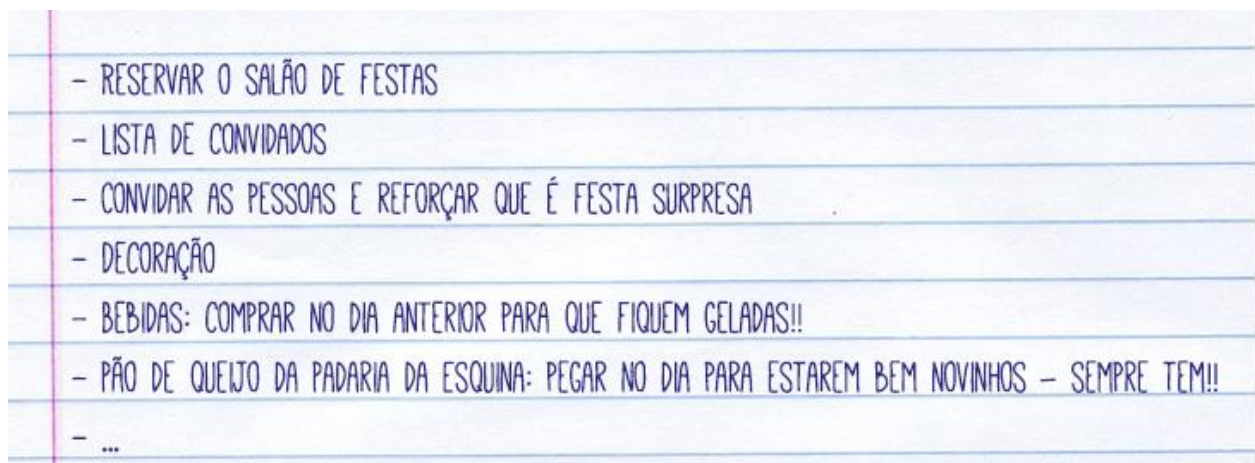 - RESERVAR O SALÃO DE FESTAS
- LISTA DE CONVIDADOS
- CONVIDAR AS PESSOAS E REFORÇAR QUE É FESTA SURPRESA
- DECORAÇÃO
- BEBIDAS: COMPRAR NO DIA ANTERIOR PARA QUE FIQUEM GELADAS!!
- PÃO DE QUEIJO DA PADARIA DA ESQUINA: PEGAR NO DIA PARA ESTAREM BEM NOVINHOS – SEMPRE TEM!!
- ...